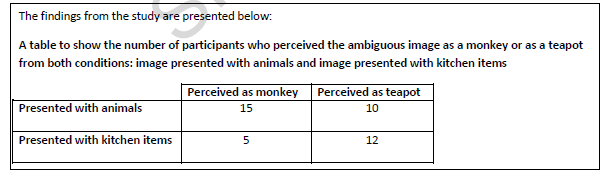 The findings from the study are presented below:
A table to show the number of participants who perceived the ambiguous image as a monkey or as a teapot
from both conditions: image presented with animals and image presented with kitchen items
Perceived as monkey Perceived as teapot
Presented with animals 15 10
Presented with kitchen items 5 12